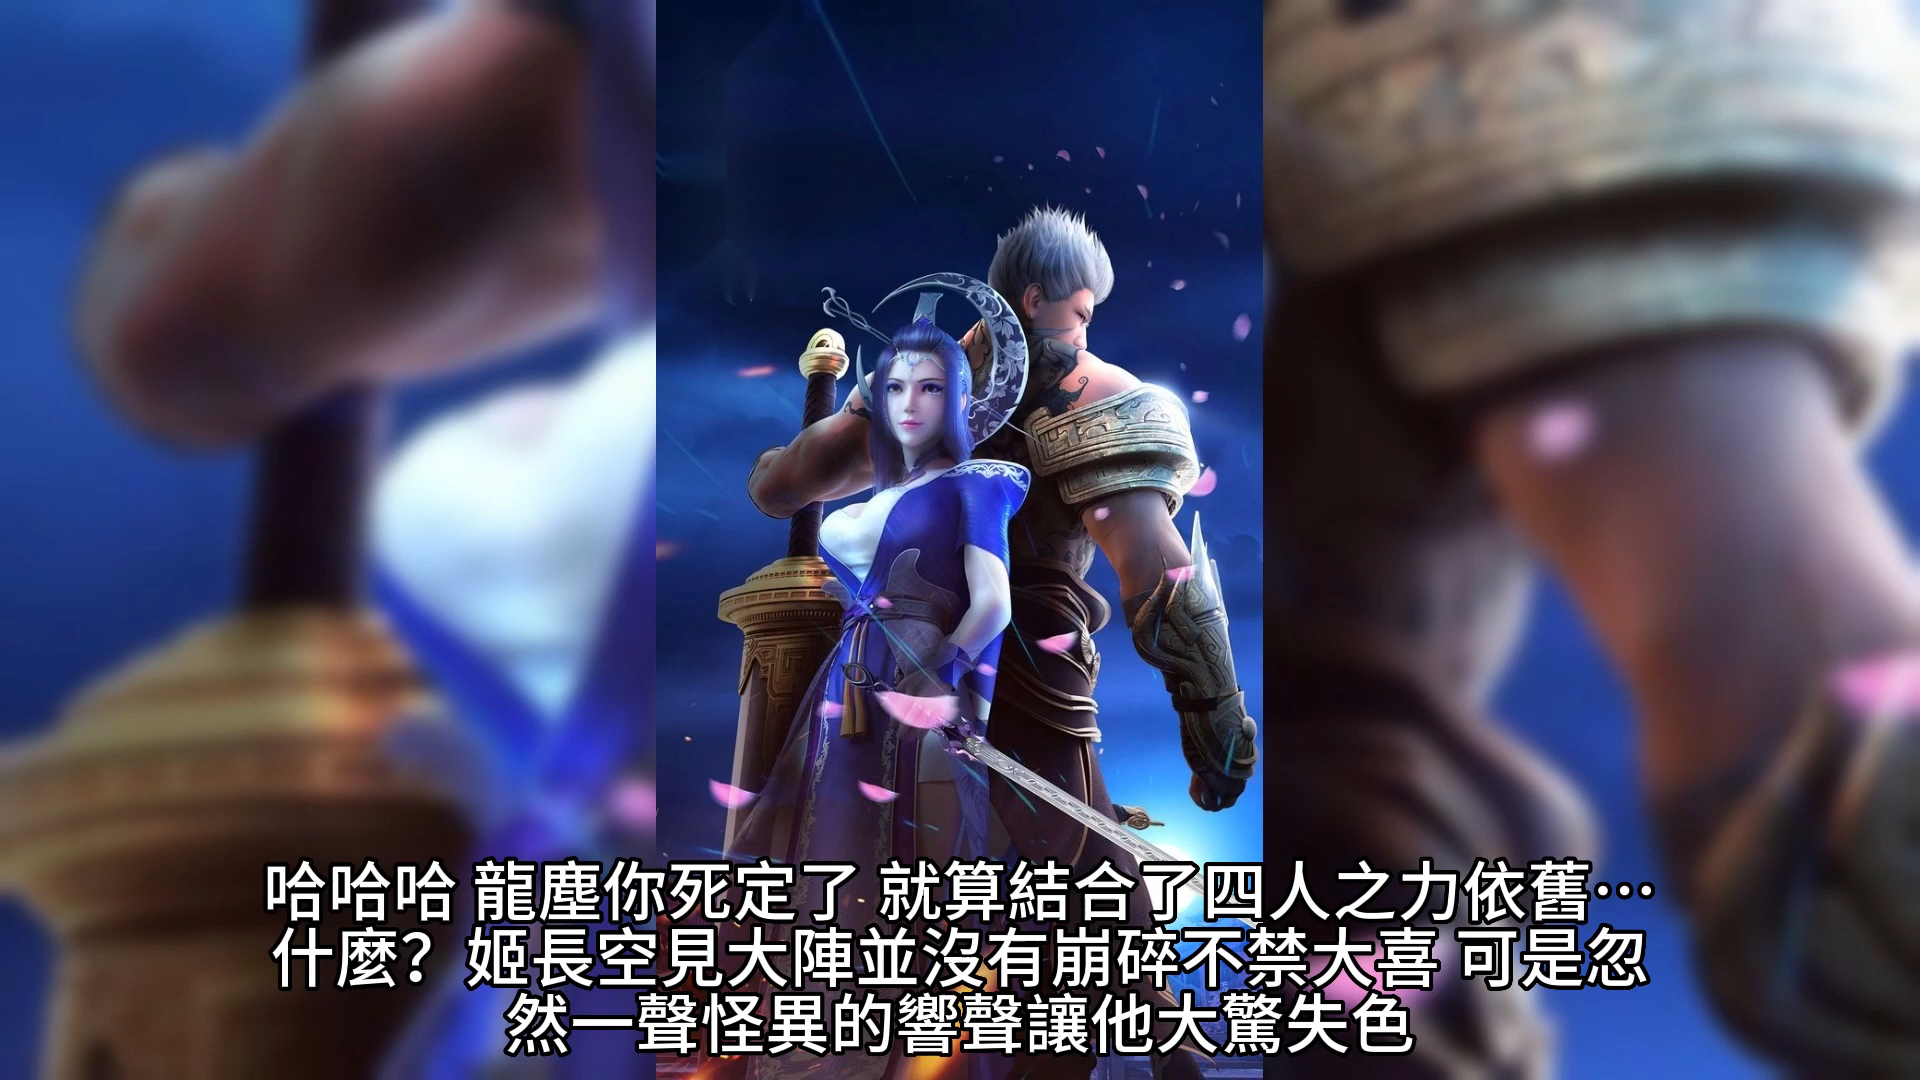 哈哈哈 龍塵你死定了 就算結合了四人之力依舊…
什麼？姬長空見大陣並沒有崩碎不禁大喜 可是忽
然一聲怪異的響聲讓他大驚失色